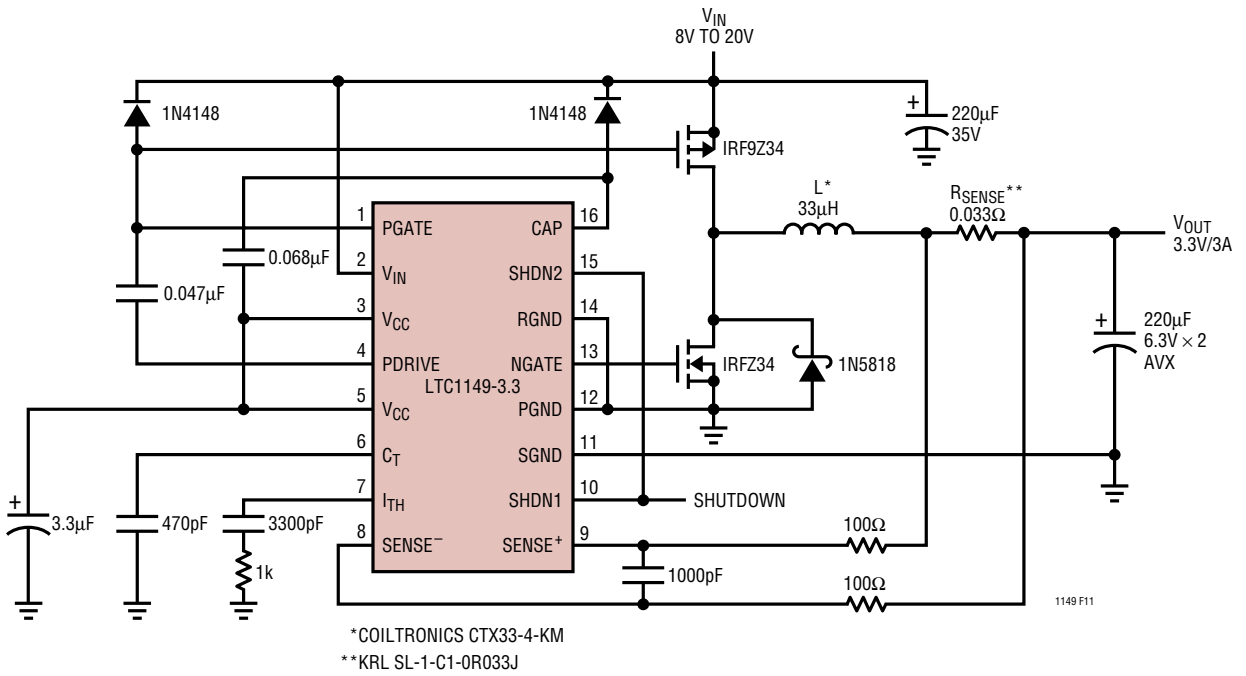 VIN
8V TO 20V
1N4148
1N4148
+
220µF
35V
IRF9Z34
L*
33µH
RSENSE**
0.033Ω
VOUT
3.3V/3A
1
PGATE
CAP
16
0.068µF
2
VIN
SHDN2
15
0.047µF
3
VCC
RGND
14
+
220µF
6.3V × 2
AVX
4
PDRIVE
NGATE
13
IRFZ34
1N5818
LTC1149-3.3
5
VCC
PGND
12
6
CT
SGND
11
7
ITH
SHDN1
10
SHUTDOWN
+
3.3µF
470pF
3300pF
8
SENSE–
SENSE+
9
100Ω
1k
1000pF
100Ω
1149 F11
*COILTRONICS CTX33-4-KM
**KRL SL-1-C1-0R033J